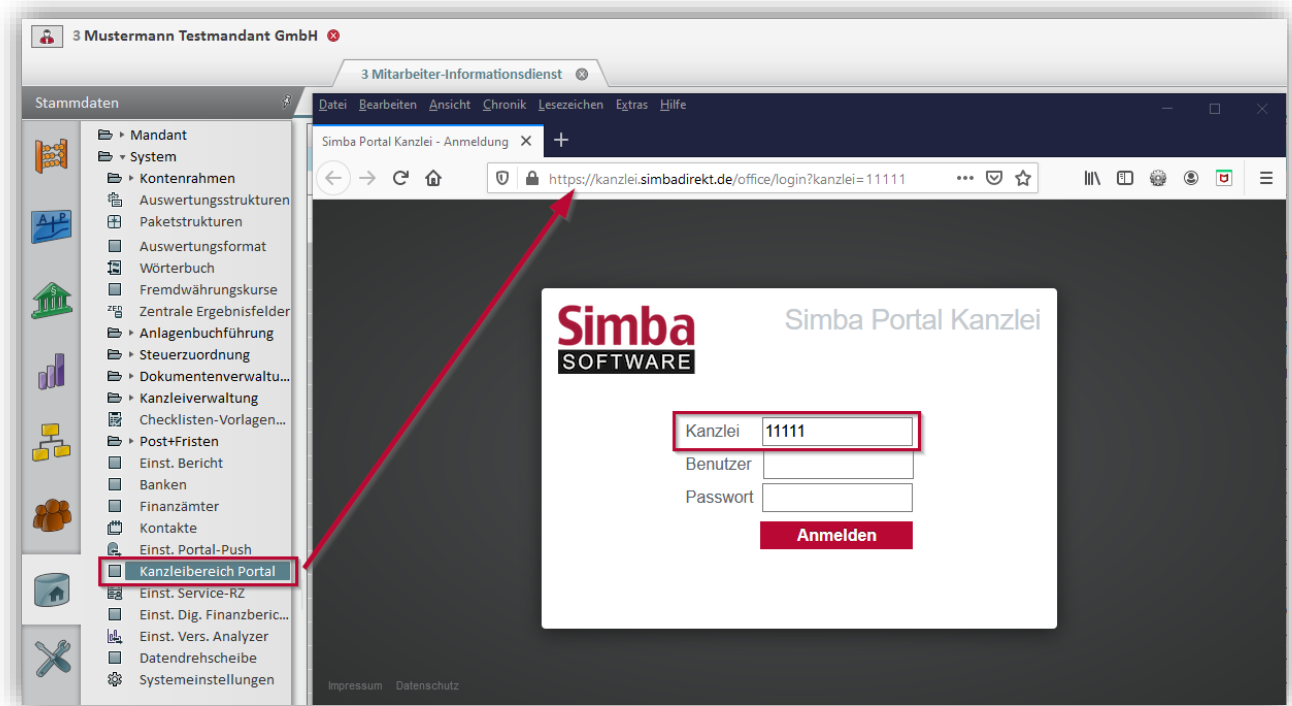 3 Mustermann Testmandant GmbH
3 Mitarbeiter-Informationsdienst
Stammdaten
Mandant
System
Kontenrahmen
Auswertungsstrukturen
Paketstrukturen
Auswertungsformat
Wörterbuch
Fremdwährungskurse
Zentrale Ergebnisfelder
Anlagenbuchführung
Steuerzuordnung
Dokumentenverwaltu...
Kanzleiverwaltung
Checklisten-Vorlagen...
Post+Fristen
Einst. Bericht
Banken
Finanzämter
Kontakte
Einst. Portal-Push
Kanzleibereich Portal
Einst. Service-RZ
Einst. Dig. Finanzberic...
Einst. Vers. Analyzer
Datendrehscheibe
Systemeinstellungen
Datei Bearbeiten Ansicht Chronik Lesezeichen Extras Hilfe
Simba Portal Kanzlei - Anmeldung
https://kanzlei.simbadirekt.de/office/login?kanzlei=11111
Simba
SOFTWARE
Simba Portal Kanzlei
Kanzlei 11111
Benutzer
Passwort
Anmelden
Impressum Datenschutz